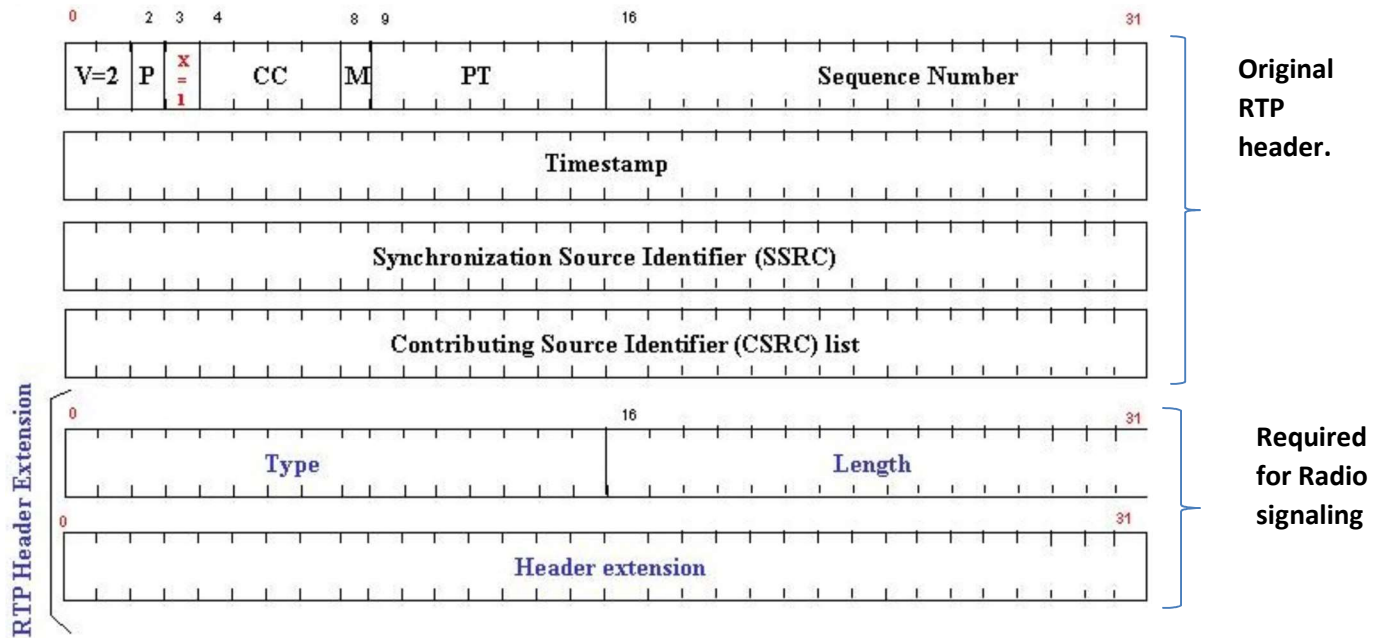 0 2 3 4 8 9 16 31
V=2 P X = 1 CC M PT Sequence Number
Timestamp
Synchronization Source Identifier (SSRC)
Contributing Source Identifier (CSRC) list
Original
RTP
header.
RTP Header Extension
0 16 31
Type Length
0 31
Header extension
Required
for Radio
signaling